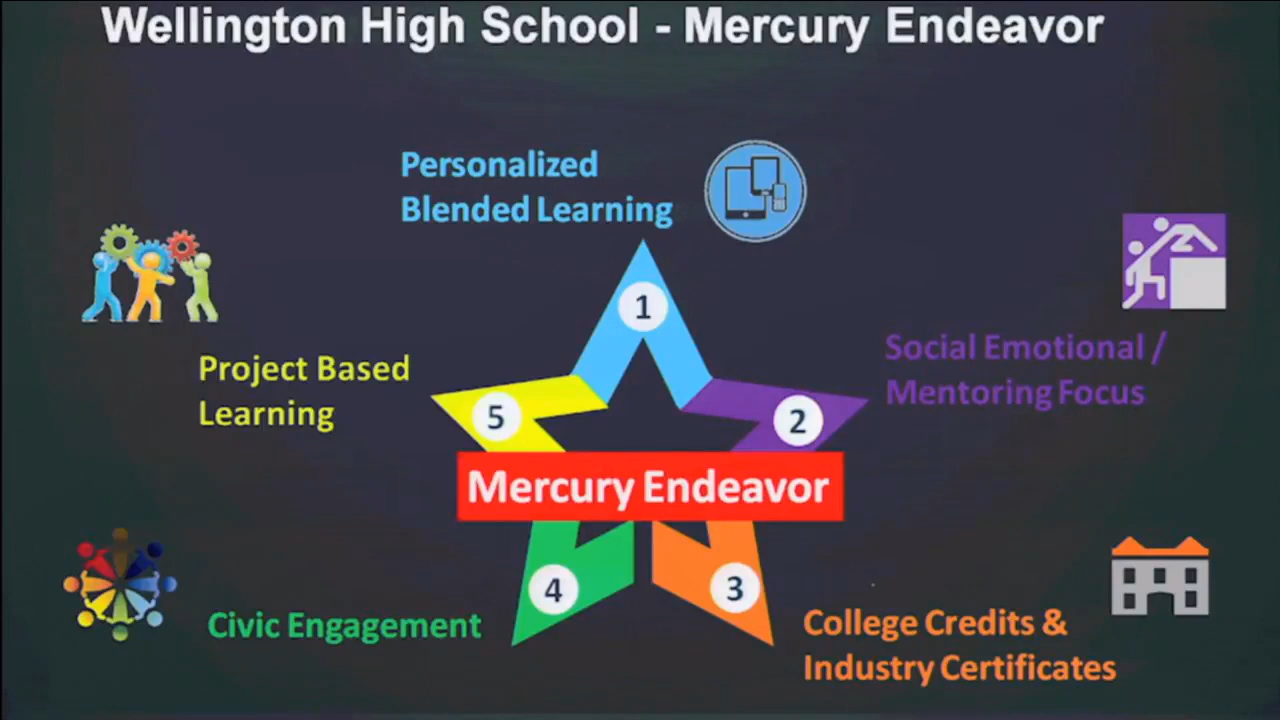 Wellington High School - Mercury Endeavor
Personalized
Blended Learning
1
Social Emotional /
Mentoring Focus
2
Project Based
Learning
5
Mercury Endeavor
4
3
Civic Engagement
College Credits &
Industry Certificates